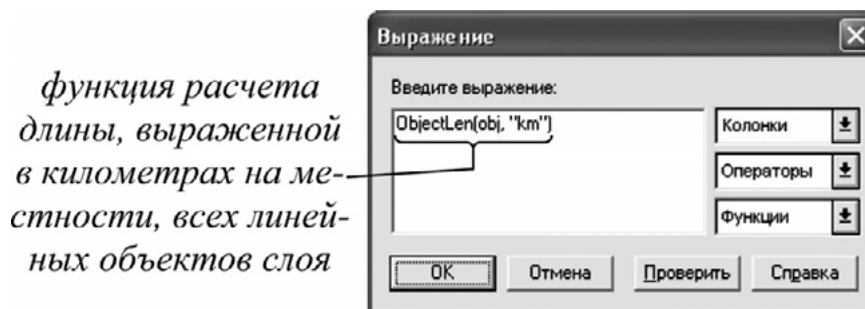 функция расчета
длины, выраженной
в километрах на ме-
стности, всех линей-
ных объектов слоя
Выражение
Введите выражение:
ObjectLen(obj, "km")
Колонки
Операторы
Функции
OK
Отмена
Проверить
Справка